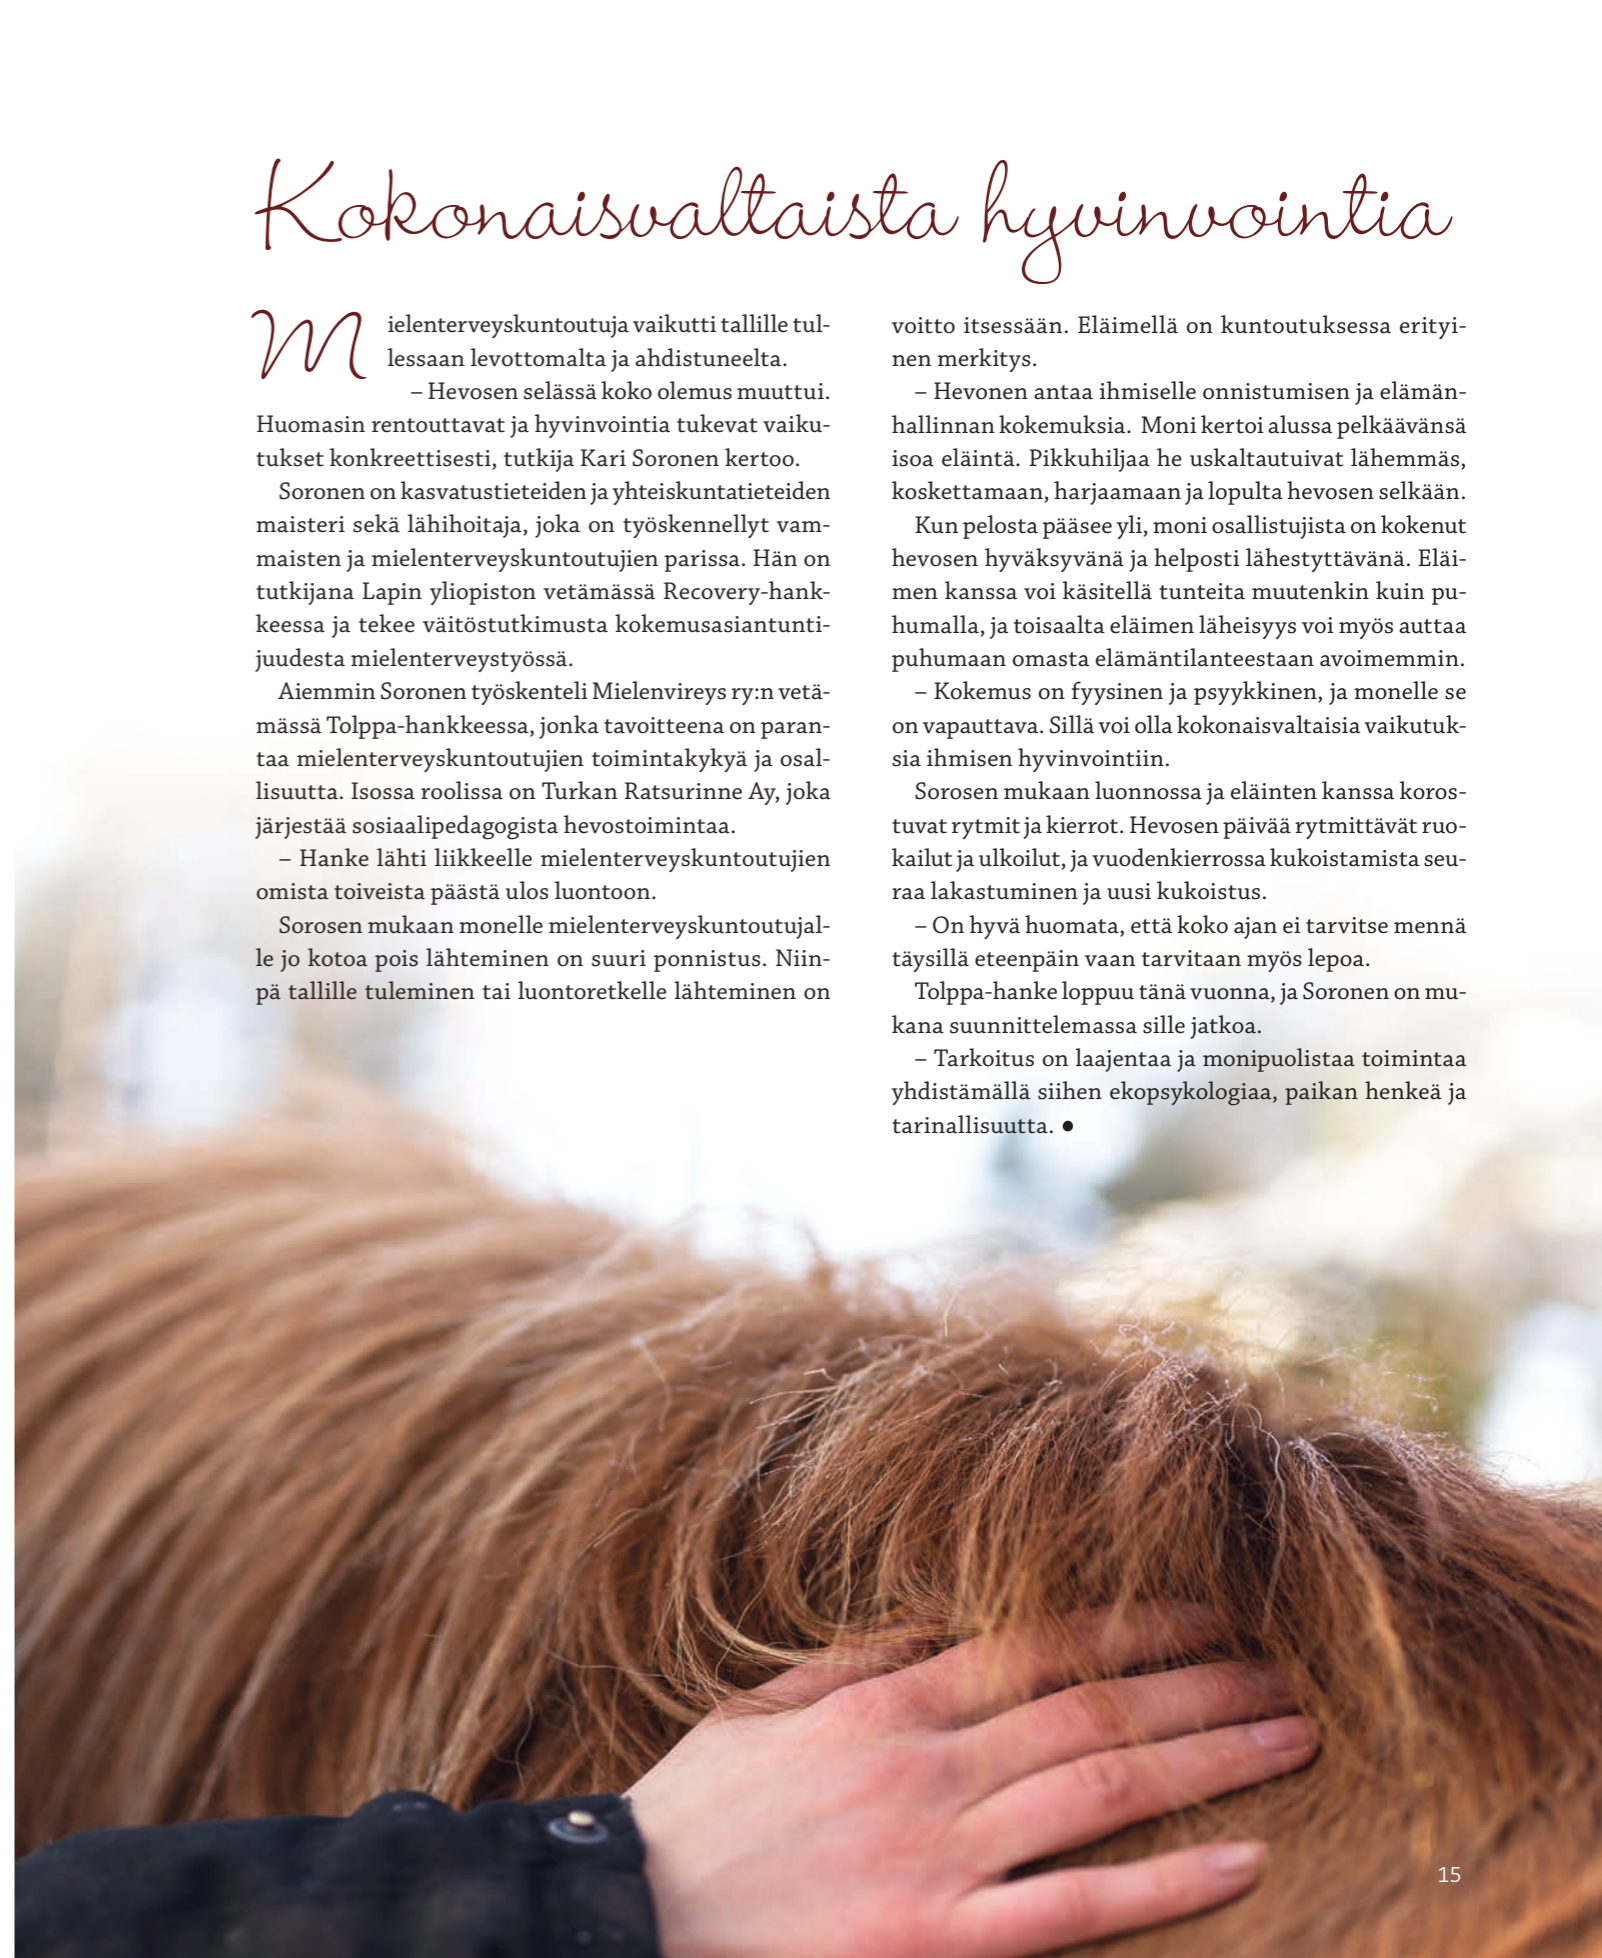 Kokonaisvaltaista hyvinvointia
Mielenterveyskuntoutuja vaikutti tallille tul-
lessaan levottomalta ja ahdistuneelta.
– Hevosen selässä koko olemus muuttui.
Huomasin rentouttavat ja hyvinvointia tukevat vaiku-
tukset konkreettisesti, tutkija Kari Soronen kertoo.
Soronen on kasvatustieteiden ja yhteiskuntatieteiden
maisteri sekä lähihoitaja, joka on työskennellyt vam-
maisten ja mielenterveyskuntoutujien parissa. Hän on
tutkijana Lapin yliopiston vetämässä Recovery-hank-
keessa ja tekee väitöstutkimusta kokemusasiantunti-
juudesta mielenterveystyössä.
Aiemmin Soronen työskenteli Mielenvireys ry:n vetä-
mässä Tolppa-hankkeessa, jonka tavoitteena on paran-
taa mielenterveyskuntoutujien toimintakykyä ja osal-
lisuutta. Isossa roolissa on Turkan Ratsurinne Ay, joka
järjestää sosiaalipedagogista hevostoimintaa.
– Hanke lähti liikkeelle mielenterveyskuntoutujien
omista toiveista päästä ulos luontoon.
Sorosen mukaan monelle mielenterveyskuntoutujal-
le jo kotoa pois lähteminen on suuri ponnistus. Niin-
pä tallille tuleminen tai luontoretkelle lähteminen on
voitto itsessään. Eläimellä on kuntoutuksessa erityi-
nen merkitys.
– Hevonen antaa ihmiselle onnistumisen ja elämän-
hallinnan kokemuksia. Moni kertoi alussa pelkäävänsä
isoa eläintä. Pikkuhiljaa he uskaltautuivat lähemmäs,
koskettamaan, harjaamaan ja lopulta hevosen selkään.
Kun pelosta pääsee yli, moni osallistujista on kokenut
hevosen hyväksyvänä ja helposti lähestyttävänä. Eläi-
men kanssa voi käsitellä tunteita muutenkin kuin pu-
humalla, ja toisaalta eläimen läheisyys voi myös auttaa
puhumaan omasta elämäntilanteestaan avoimemmin.
– Kokemus on fyysinen ja psyykkinen, ja monelle se
on vapauttava. Sillä voi olla kokonaisvaltaisia vaikutuk-
sia ihmisen hyvinvointiin.
Sorosen mukaan luonnossa ja eläinten kanssa koros-
tuvat rytmit ja kierrot. Hevosen päivää rytmittävät ruo-
kailut ja ulkoilut, ja vuodenkierrossa kukoistamista seu-
raa lakastuminen ja uusi kukoistus.
– On hyvä huomata, että koko ajan ei tarvitse mennä
täysillä eteenpäin vaan tarvitaan myös lepoa.
Tolppa-hanke loppuu tänä vuonna, ja Soronen on mu-
kana suunnittelemassa sille jatkoa.
– Tarkoitus on laajentaa ja monipuolistaa toimintaa
yhdistämällä siihen ekopsykologiaa, paikan henkeä ja
tarinallisuutta. ●
15